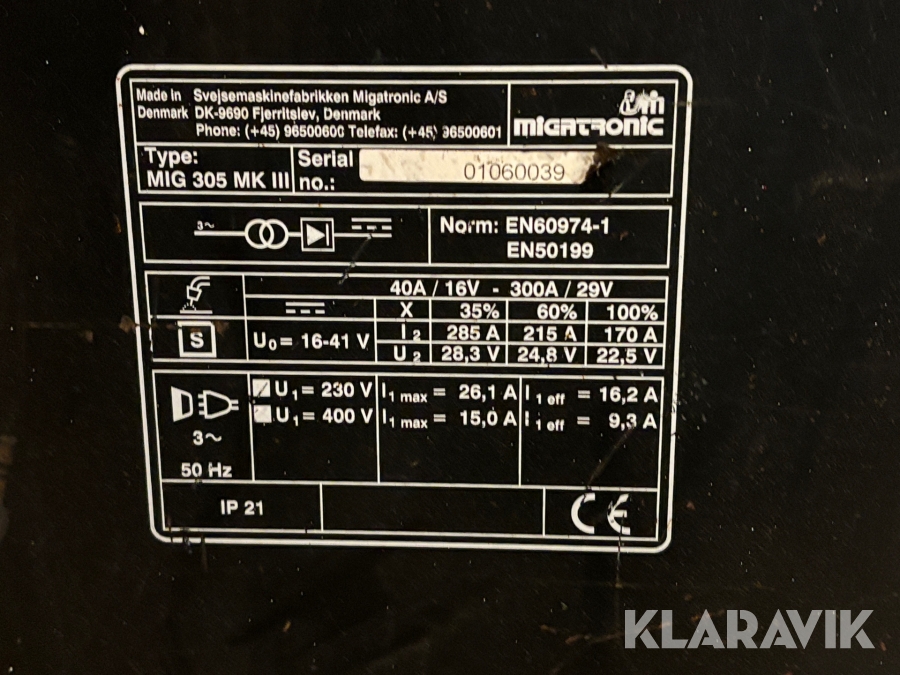 Made in Denmark
Svejsemaskinefabrikken Migatronic A/S
DK-9690 Fjerritslev, Denmark
Phone: (+45) 96500600 Telefax: (+45) 96500601
MIGATRONIC
Type:
MIG 305 MK III
Serial no.:
01060039
3~
Norm: EN60974-1
EN50199
40A / 16V - 300A / 29V
X 35% 60% 100%
S
U0 = 16-41 V
I2 285 A 215 A 170 A
U2 28,3 V 24,8 V 22,5 V
3~
50 Hz
U1 = 230 V I1 max = 26,1 A I1 eff = 16,2 A
U1 = 400 V I1 max = 15,0 A I1 eff = 9,3 A
IP 21
CE
KLARAVIK